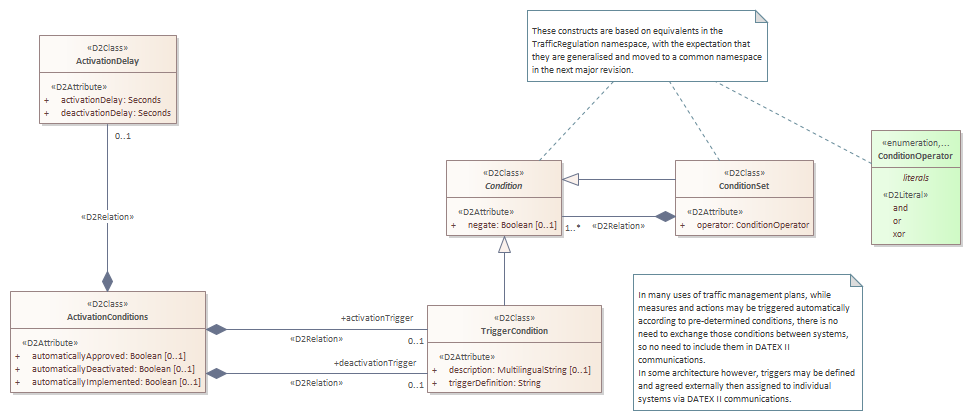 These constructs are based on equivalents in the
TrafficRegulation namespace, with the expectation that
they are generalised and moved to a common namespace
in the next major revision.
«D2Class»
ActivationDelay
«D2Attribute»
+ activationDelay: Seconds
+ deactivationDelay: Seconds
0..1
«D2Relation»
«enumeration,...
ConditionOperator
literals
«D2Literal»
and
or
xor
«D2Class»
Condition
«D2Attribute»
+ negate: Boolean [0..1]
«D2Class»
ConditionSet
«D2Attribute»
+ operator: ConditionOperator
1..*
«D2Relation»
«D2Class»
ActivationConditions
«D2Attribute»
+ automaticallyApproved: Boolean [0..1]
+ automaticallyDeactivated: Boolean [0..1]
+ automaticallyImplemented: Boolean [0..1]
+activationTrigger
«D2Relation»
0..1
+deactivationTrigger
«D2Relation»
0..1
«D2Class»
TriggerCondition
«D2Attribute»
+ description: MultilingualString [0..1]
+ triggerDefinition: String
In many uses of traffic management plans, while
measures and actions may be triggered automatically
according to pre-determined conditions, there is no
need to exchange those conditions between systems,
so no need to include them in DATEX II
communications.
In some architecture however, triggers may be defined
and agreed externally then assigned to individual
systems via DATEX II communications.